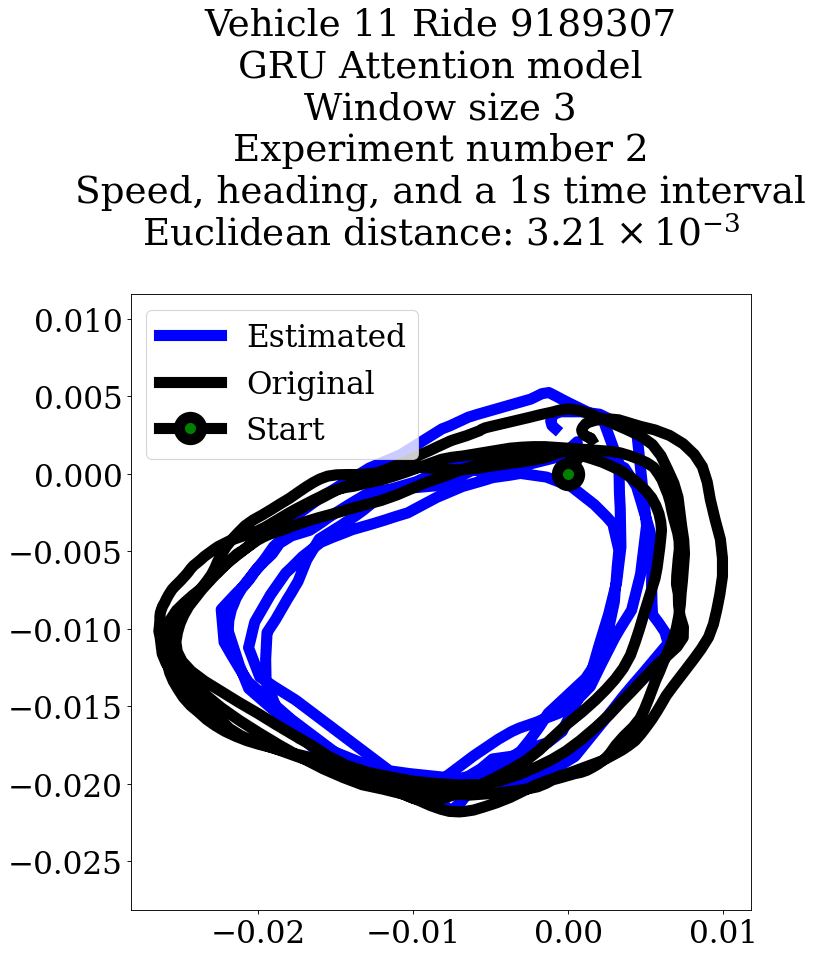 Vehicle 11 Ride 9189307
GRU Attention model
Window size 3
Experiment number 2
Speed, heading, and a 1s time interval
Euclidean distance: 3.21 × 10⁻³
Estimated
Original
Start
0.010
0.005
0.000
−0.005
−0.010
−0.015
−0.020
−0.025
−0.02 −0.01 0.00 0.01